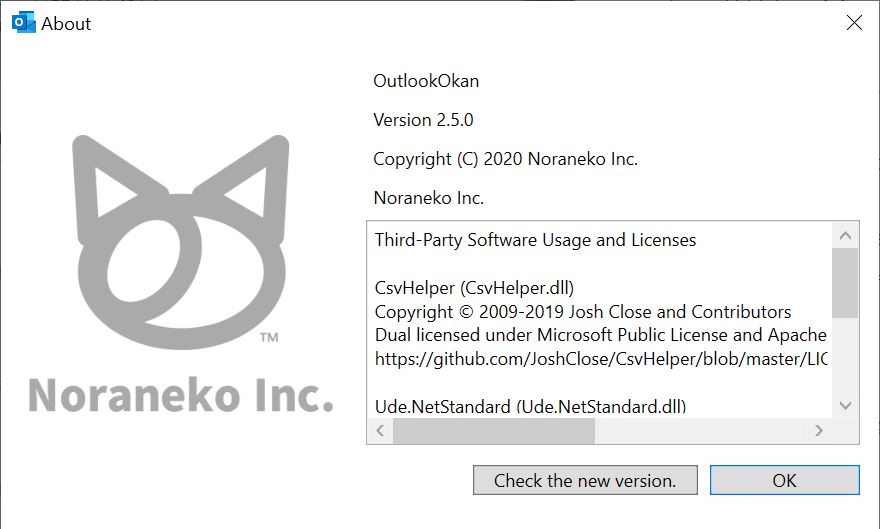 About
OutlookOkan
Version 2.5.0
Copyright (C) 2020 Noraneko Inc.
Noraneko Inc.
Third-Party Software Usage and Licenses
CsvHelper (CsvHelper.dll)
Copyright © 2009-2019 Josh Close and Contributors
Dual licensed under Microsoft Public License and Apache
https://github.com/JoshClose/CsvHelper/blob/master/LIC
Ude.NetStandard (Ude.NetStandard.dll)
TM
Noraneko Inc.
Check the new version.
OK